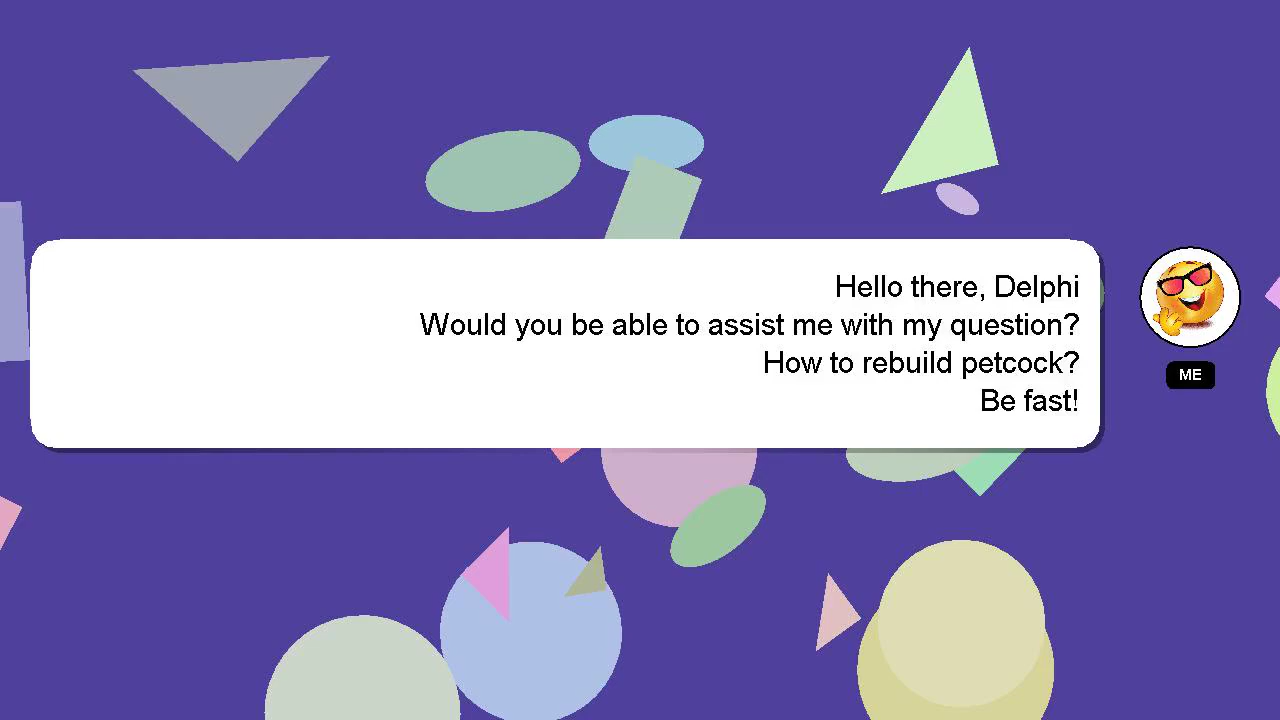 Hello there, Delphi
Would you be able to assist me with my question?
How to rebuild petcock?
Be fast!
ME